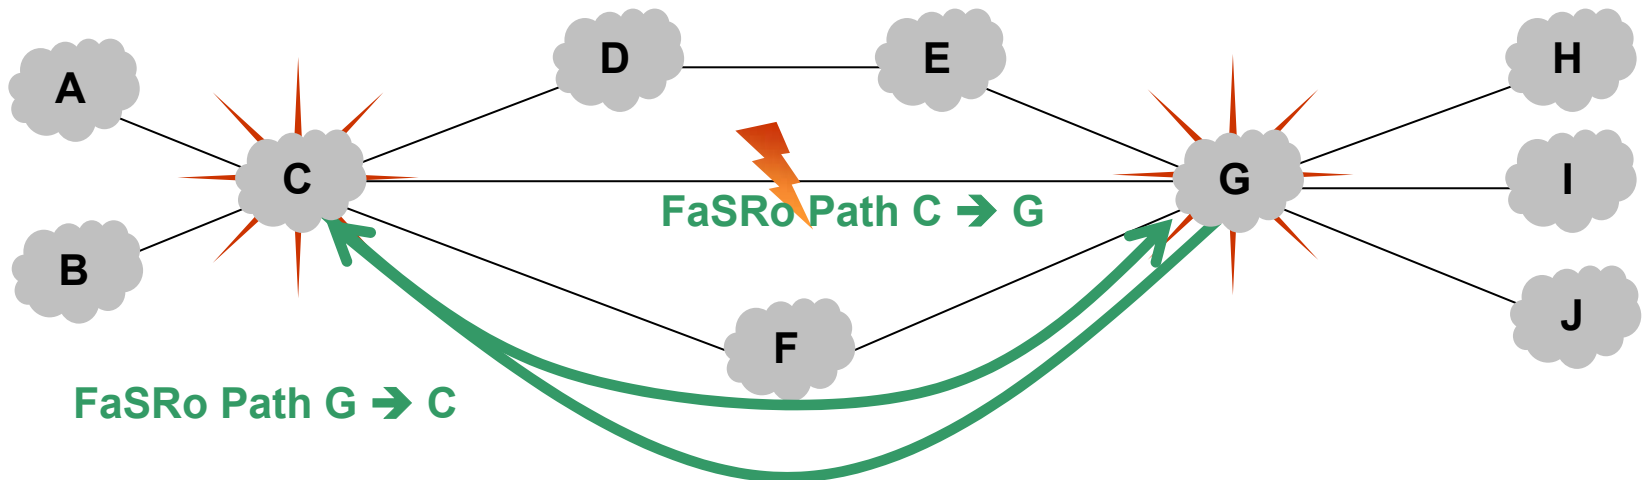 A
B
C
D
E
F
G
H
I
J
FaSRo Path C ➔ G
FaSRo Path G ➔ C